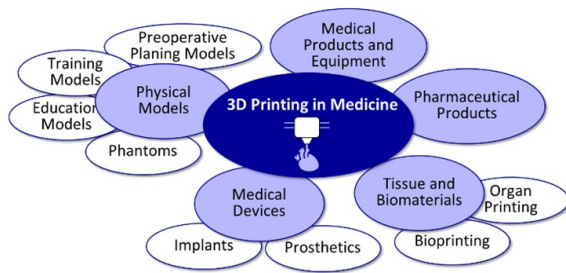 Preoperative
Planing Models
Training
Models
Education
Models
Phantoms
Physical
Models
Medical
Products and
Equipment
3D Printing in Medicine
Pharmaceutical
Products
Medical
Devices
Implants
Prosthetics
Tissue and
Biomaterials
Organ
Printing
Bioprinting